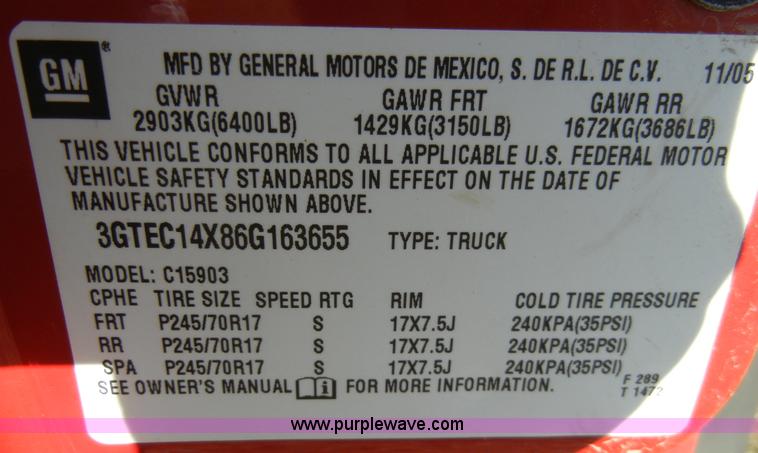 GM ®
MFD BY GENERAL MOTORS DE MEXICO, S. DE R.L. DE C.V. 11/05
GVWR GAWR FRT GAWR RR
2903KG(6400LB) 1429KG(3150LB) 1672KG(3686LB)
THIS VEHICLE CONFORMS TO ALL APPLICABLE U.S. FEDERAL MOTOR
VEHICLE SAFETY STANDARDS IN EFFECT ON THE DATE OF
MANUFACTURE SHOWN ABOVE.
3GTEC14X86G163655 TYPE: TRUCK
MODEL: C15903
CPHE TIRE SIZE SPEED RTG RIM COLD TIRE PRESSURE
FRT P245/70R17 S 17X7.5J 240KPA(35PSI)
RR P245/70R17 S 17X7.5J 240KPA(35PSI)
SPA P245/70R17 S 17X7.5J 240KPA(35PSI)
SEE OWNER'S MANUAL i FOR MORE INFORMATION.
F 289
T 1472
www.purplewave.com